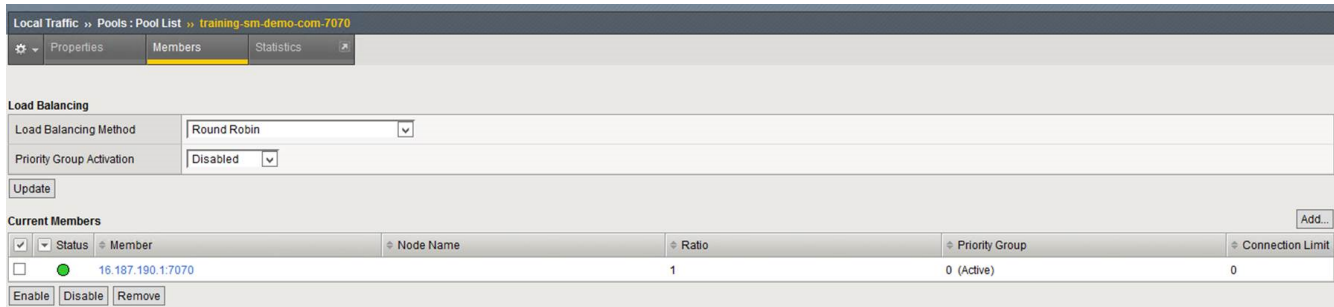 Local Traffic ›› Pools : Pool List ›› training-sm-demo-com-7070
Properties Members Statistics
Load Balancing
Load Balancing Method Round Robin
Priority Group Activation Disabled
Update
Current Members Add...
Status Member Node Name Ratio Priority Group Connection Limit
16.187.190.1:7070 1 0 (Active) 0
Enable Disable Remove